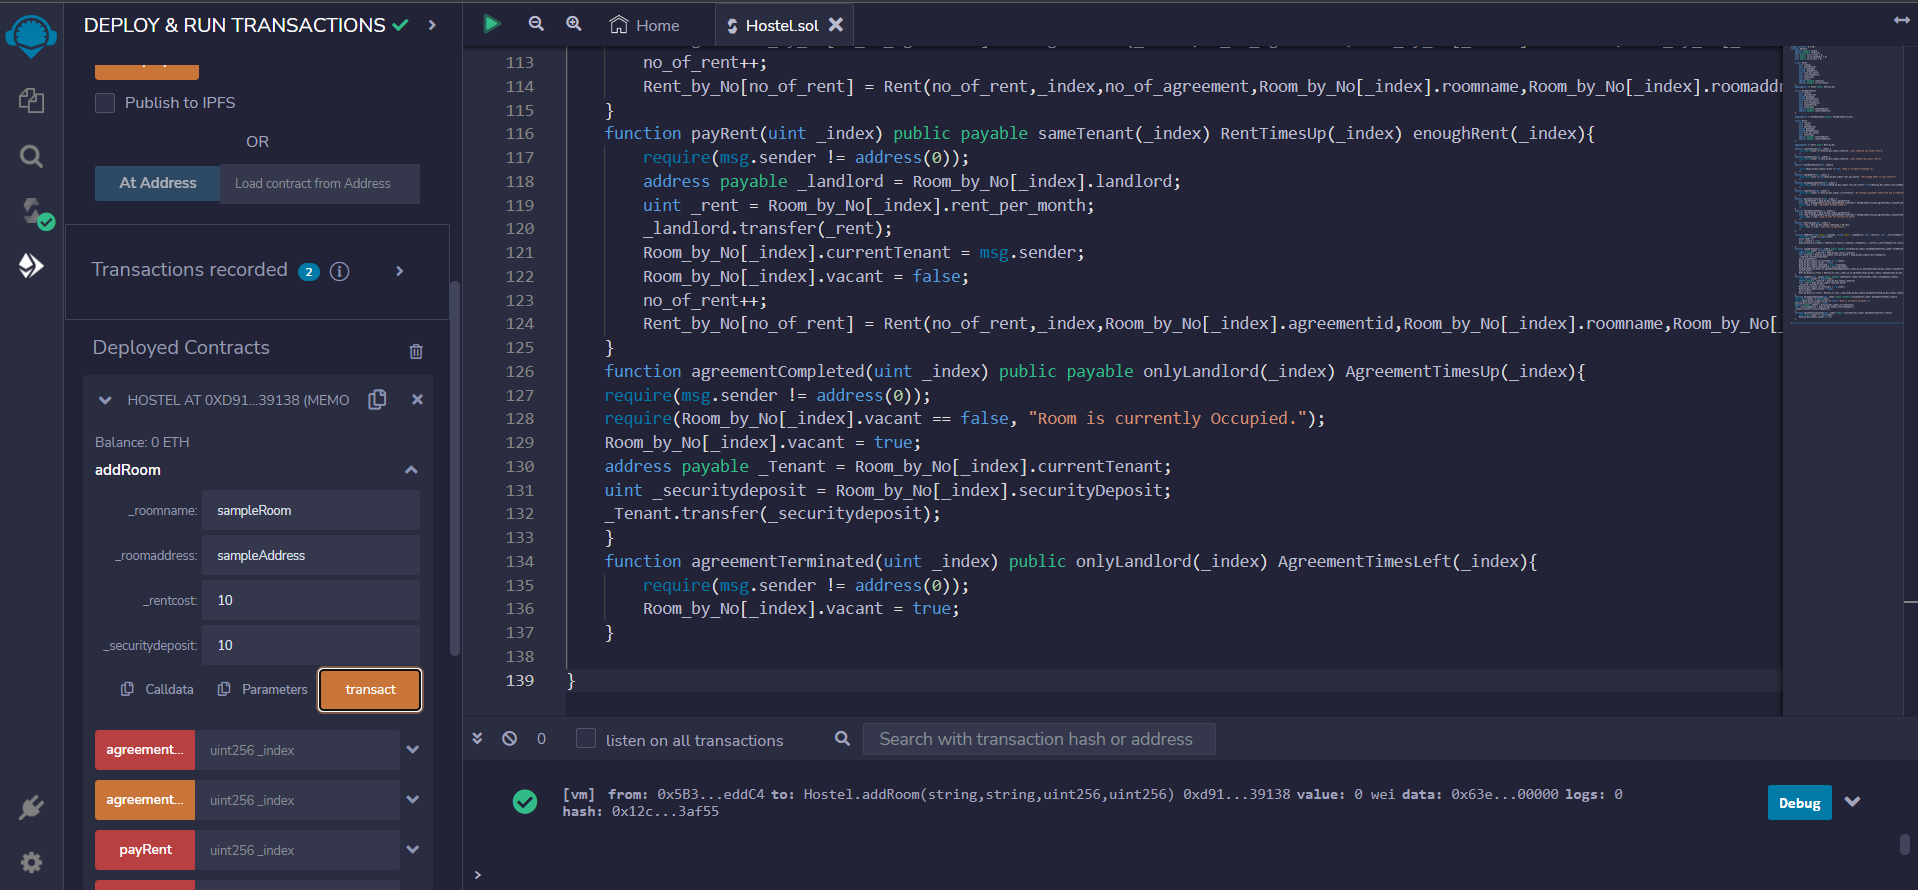 DEPLOY & RUN TRANSACTIONS
Publish to IPFS
OR
At Address
Load contract from Address
Transactions recorded 2 i
Deployed Contracts
HOSTEL AT 0XD91...39138 (MEMO
Balance: 0 ETH
addRoom
_roomname: sampleRoom
_roomaddress: sampleAddress
_rentcost: 10
_securitydeposit: 10
Calldata Parameters transact
agreement... uint256 _index
agreement... uint256 _index
payRent uint256 _index
Home Hostel.sol
113 no_of_rent++;
114 Rent_by_No[no_of_rent] = Rent(no_of_rent,_index,no_of_agreement,Room_by_No[_index].roomname,Room_by_No[_index].roomaddr
115 }
116 function payRent(uint _index) public payable sameTenant(_index) RentTimesUp(_index) enoughRent(_index){
117 require(msg.sender != address(0));
118 address payable _landlord = Room_by_No[_index].landlord;
119 uint _rent = Room_by_No[_index].rent_per_month;
120 _landlord.transfer(_rent);
121 Room_by_No[_index].currentTenant = msg.sender;
122 Room_by_No[_index].vacant = false;
123 no_of_rent++;
124 Rent_by_No[no_of_rent] = Rent(no_of_rent,_index,Room_by_No[_index].agreementid,Room_by_No[_index].roomname,Room_by_No[_
125 }
126 function agreementCompleted(uint _index) public payable onlyLandlord(_index) AgreementTimesUp(_index){
127 require(msg.sender != address(0));
128 require(Room_by_No[_index].vacant == false, "Room is currently Occupied.");
129 Room_by_No[_index].vacant = true;
130 address payable _Tenant = Room_by_No[_index].currentTenant;
131 uint _securitydeposit = Room_by_No[_index].securityDeposit;
132 _Tenant.transfer(_securitydeposit);
133 }
134 function agreementTerminated(uint _index) public onlyLandlord(_index) AgreementTimesLeft(_index){
135 require(msg.sender != address(0));
136 Room_by_No[_index].vacant = true;
137 }
138
139 }
0 listen on all transactions Search with transaction hash or address
[vm] from: 0x5B3...eddC4 to: Hostel.addRoom(string,string,uint256,uint256) 0xd91...39138 value: 0 wei data: 0x63e...00000 logs: 0
hash: 0x12c...3af55
Debug
>